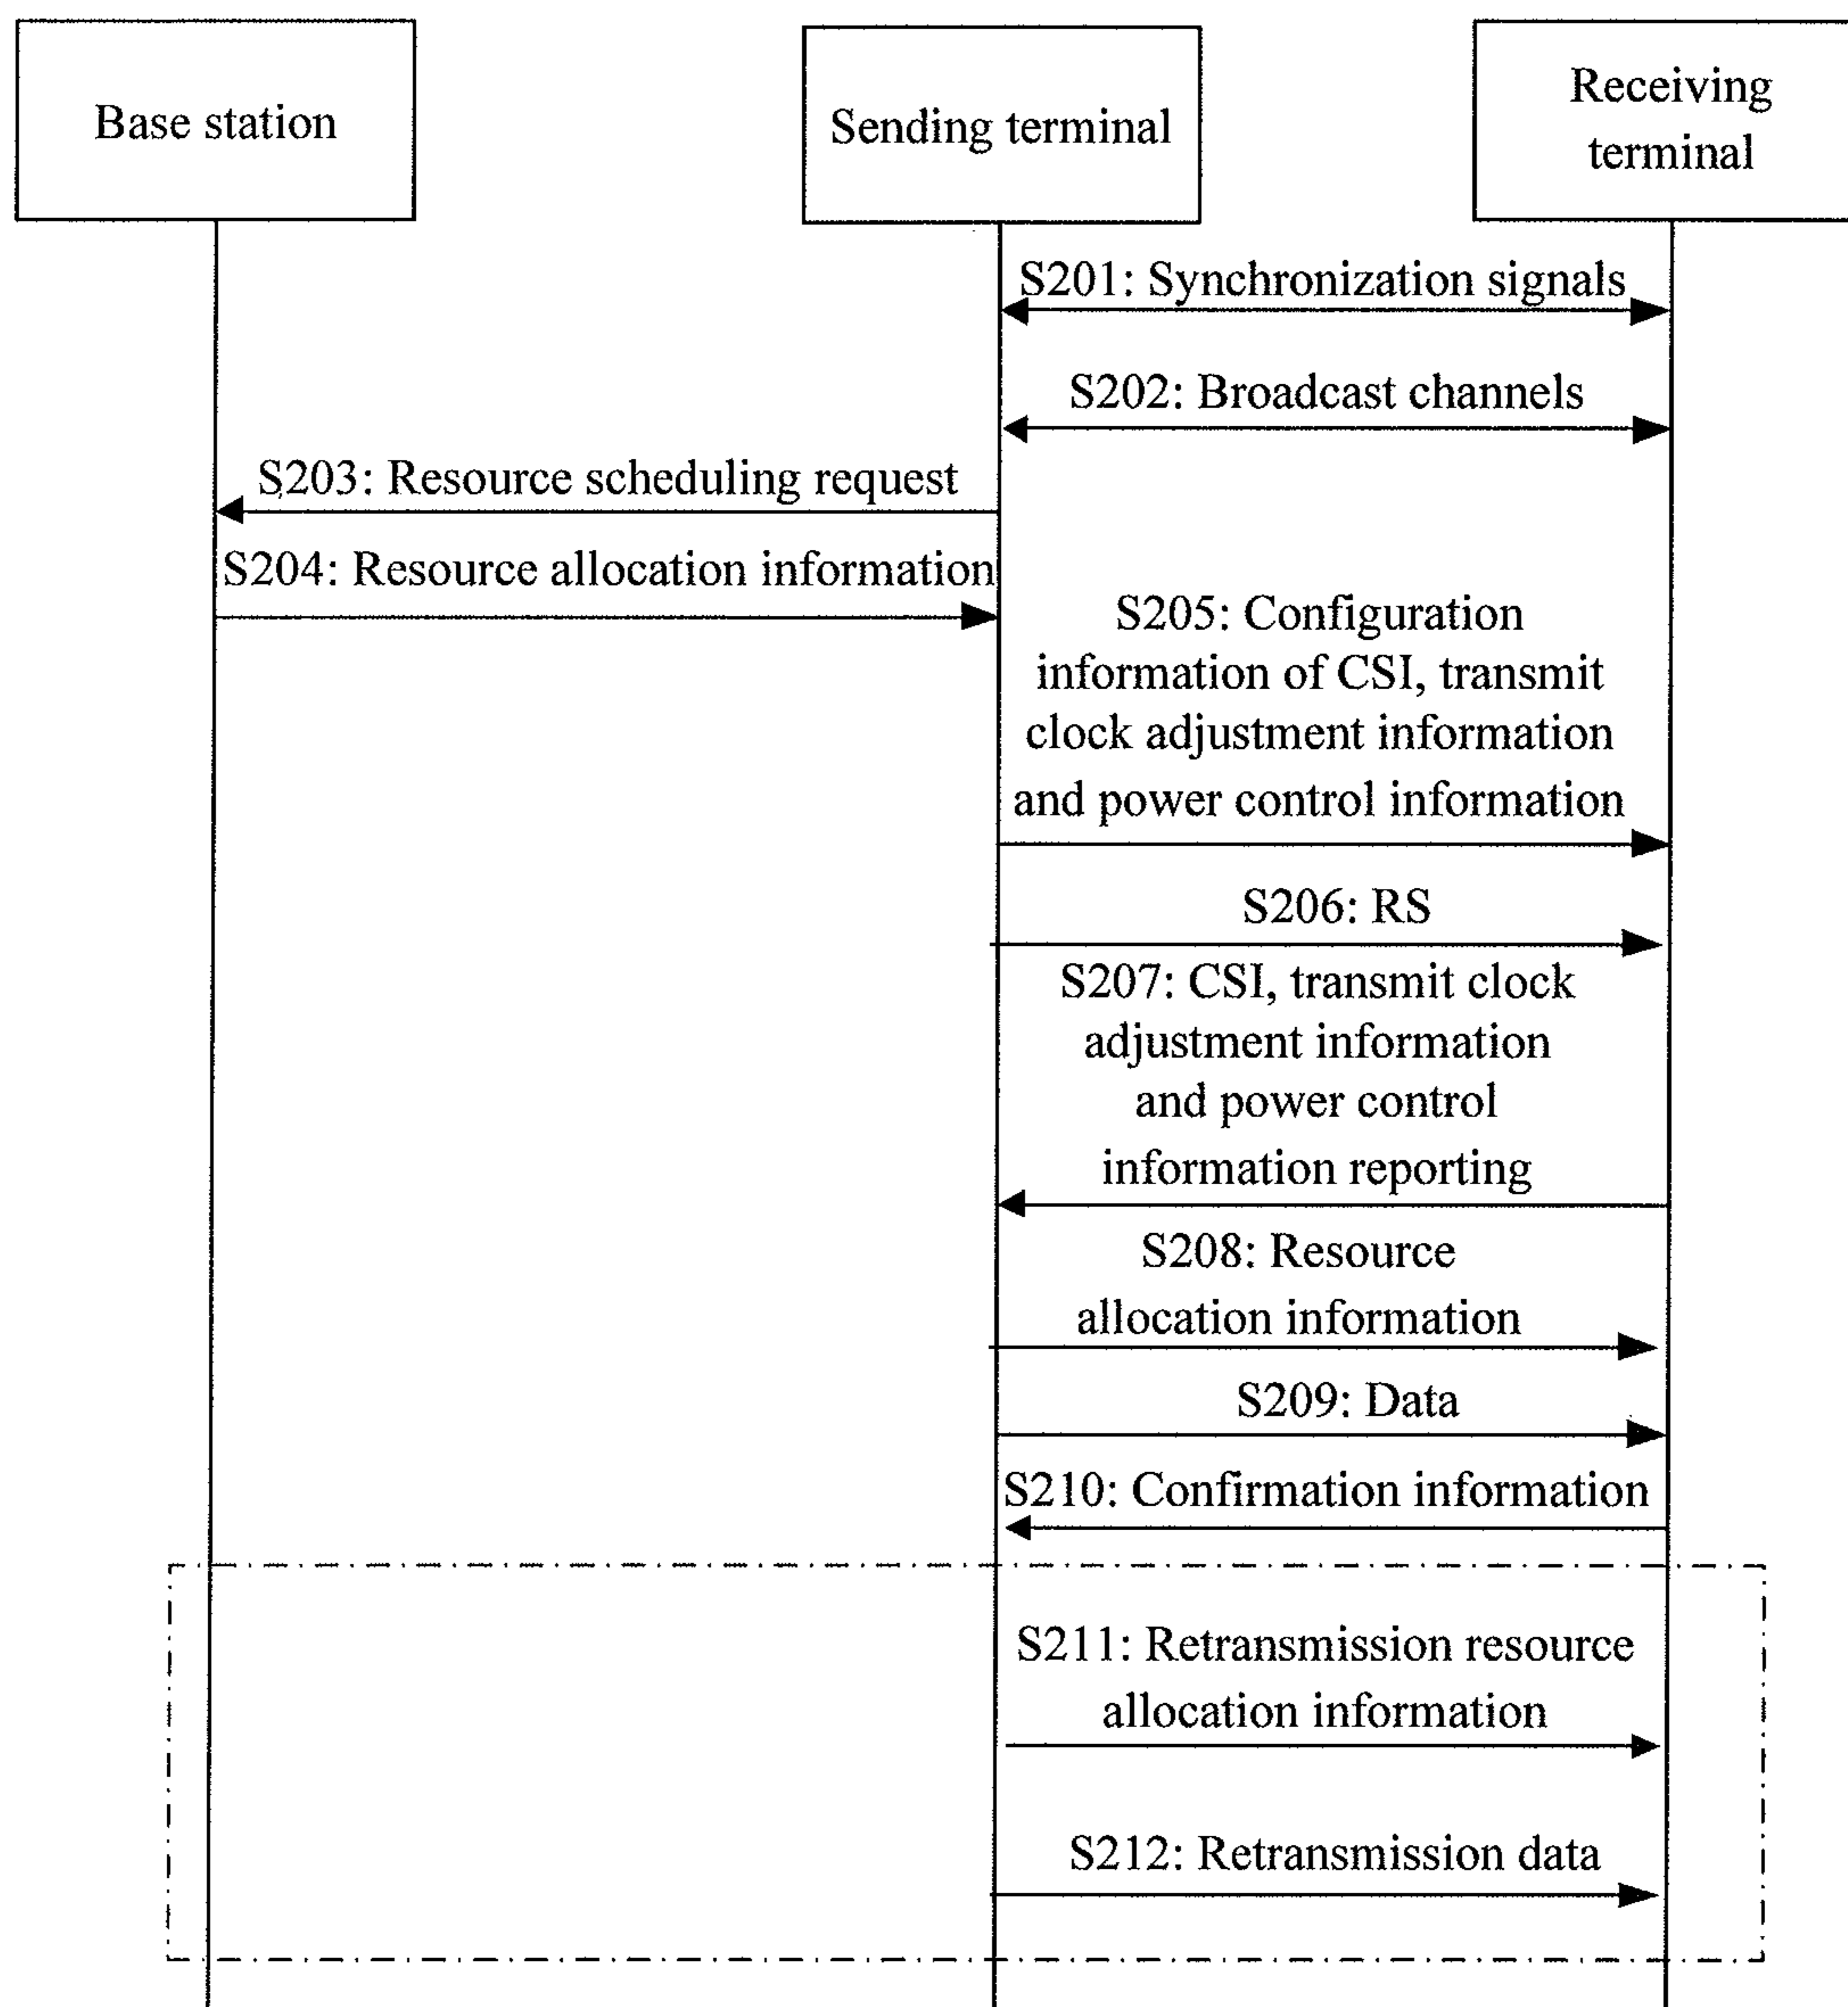 Base station
Sending terminal
Receiving
terminal
S201: Synchronization signals
S202: Broadcast channels
S203: Resource scheduling request
S204: Resource allocation information
S205: Configuration
information of CSI, transmit
clock adjustment information
and power control information
S206: RS
S207: CSI, transmit clock
adjustment information
and power control
information reporting
S208: Resource
allocation information
S209: Data
S210: Confirmation information
S211: Retransmission resource
allocation information
S212: Retransmission data